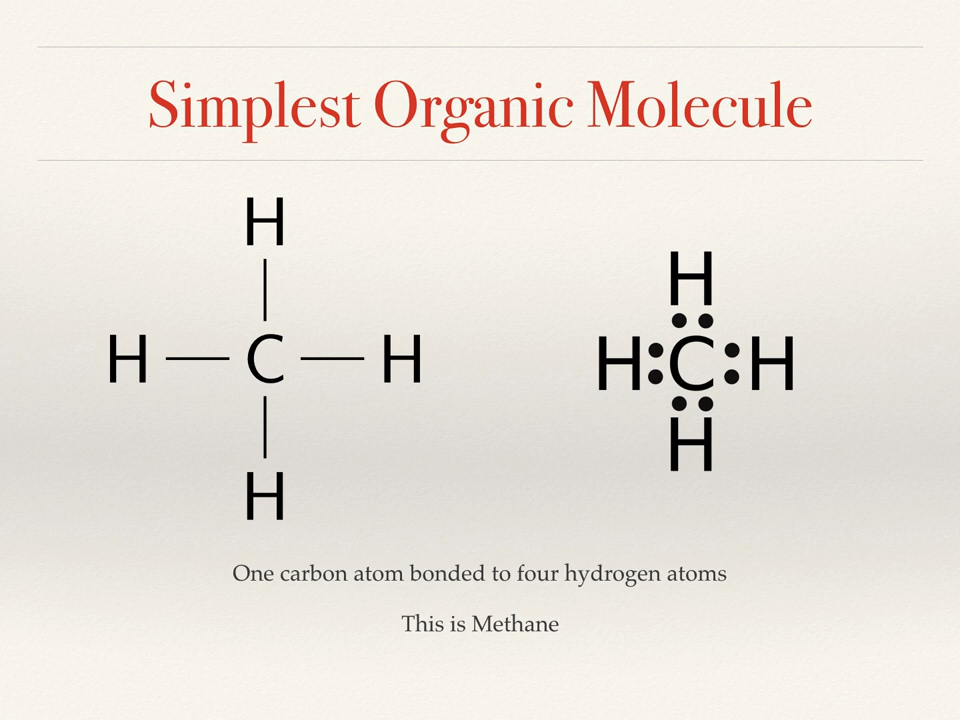 Simplest Organic Molecule
H
H C H
H
H
H C H
H
One carbon atom bonded to four hydrogen atoms
This is Methane